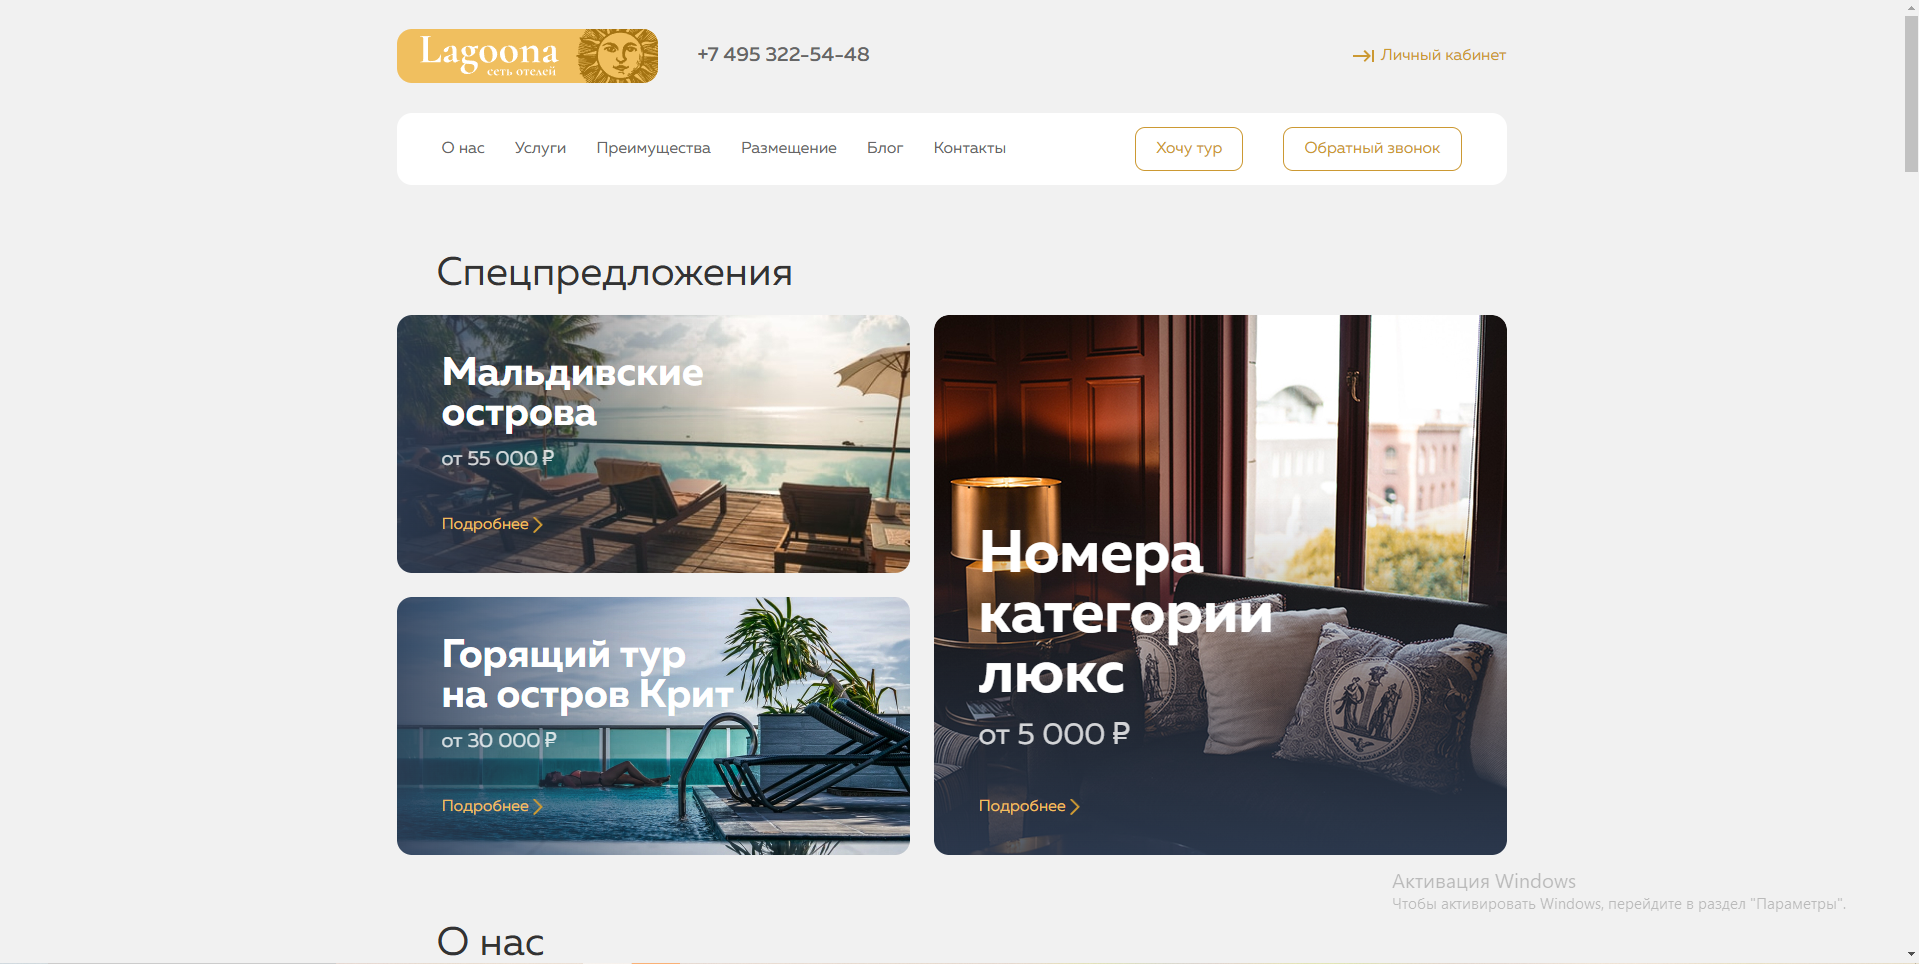 Lagoona
сеть отелей
+7 495 322-54-48
Личный кабинет
О нас Услуги Преимущества Размещение Блог Контакты Хочу тур Обратный звонок
Спецпредложения
Мальдивские
острова
от 55 000 ₽
Подробнее
Горящий тур
на остров Крит
от 30 000 ₽
Подробнее
Номера
категории
люкс
от 5 000 ₽
Подробнее
О нас
Активация Windows
Чтобы активировать Windows, перейдите в раздел "Параметры".